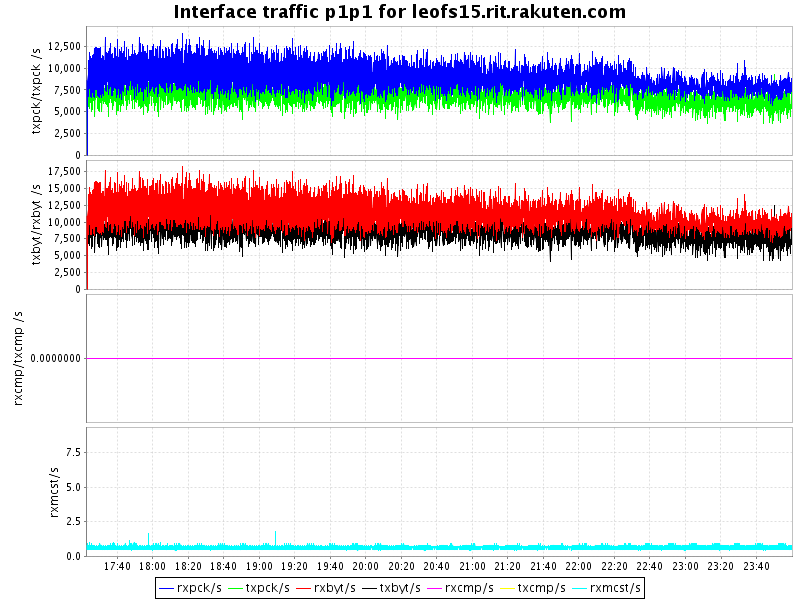 Interface traffic p1p1 for leofs15.rit.rakuten.com
txpck/txpck /s
12,500
10,000
7,500
5,000
2,500
0
txbyt/rxbyt /s
17,500
15,000
12,500
10,000
7,500
5,000
2,500
0
rxcmp/txcmp /s
0.0000000
rxmcst/s
7.5
5.0
2.5
0.0
17:40 18:00 18:20 18:40 19:00 19:20 19:40 20:00 20:20 20:40 21:00 21:20 21:40 22:00 22:20 22:40 23:00 23:20 23:40
rxpck/s txpck/s rxbyt/s txbyt/s rxcmp/s txcmp/s rxmcst/s